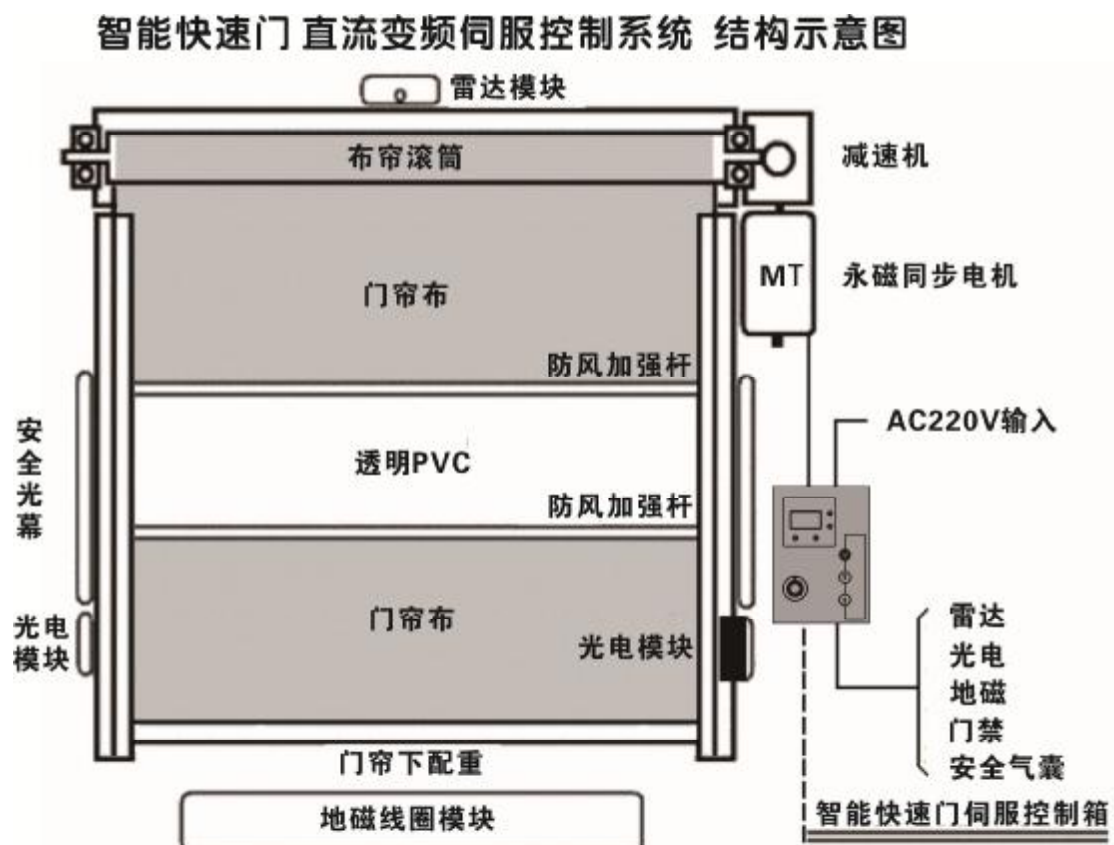 智能快速门 直流变频伺服控制系统 结构示意图
雷达模块
布帘滚筒
减速机
门帘布
MT
永磁同步电机
防风加强杆
AC220V输入
安全光幕
透明PVC
防风加强杆
门帘布
光电
模块
光电模块
雷达
光电
地磁
门禁
安全气囊
门帘下配重
地磁线圈模块
智能快速门伺服控制箱